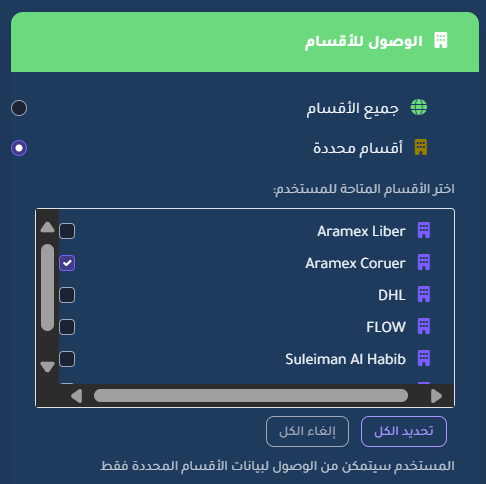 الوصول للأقسام
جميع الأقسام
أقسام محددة
اختر الأقسام المتاحة للمستخدم:
Aramex Liber
Aramex Coruer
DHL
FLOW
Suleiman Al Habib
تحديد الكل
إلغاء الكل
المستخدم سيتمكن من الوصول لبيانات الأقسام المحددة فقط